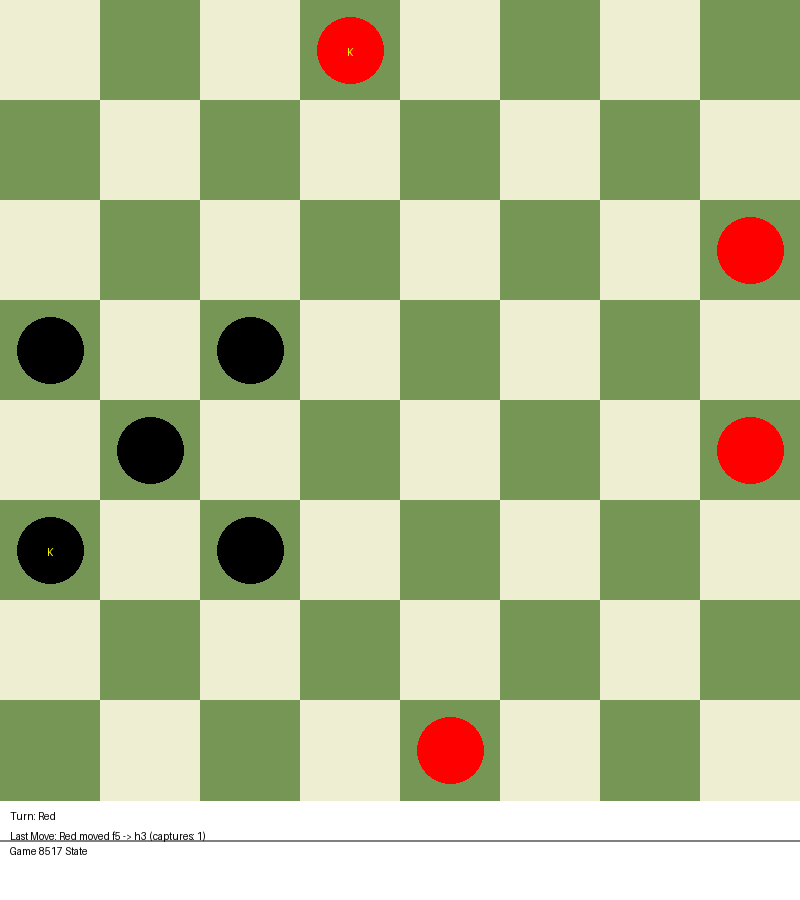 K
K
Turn: Red
Last Move: Red moved f5 -> h3 (captures: 1)
Game 8517 State